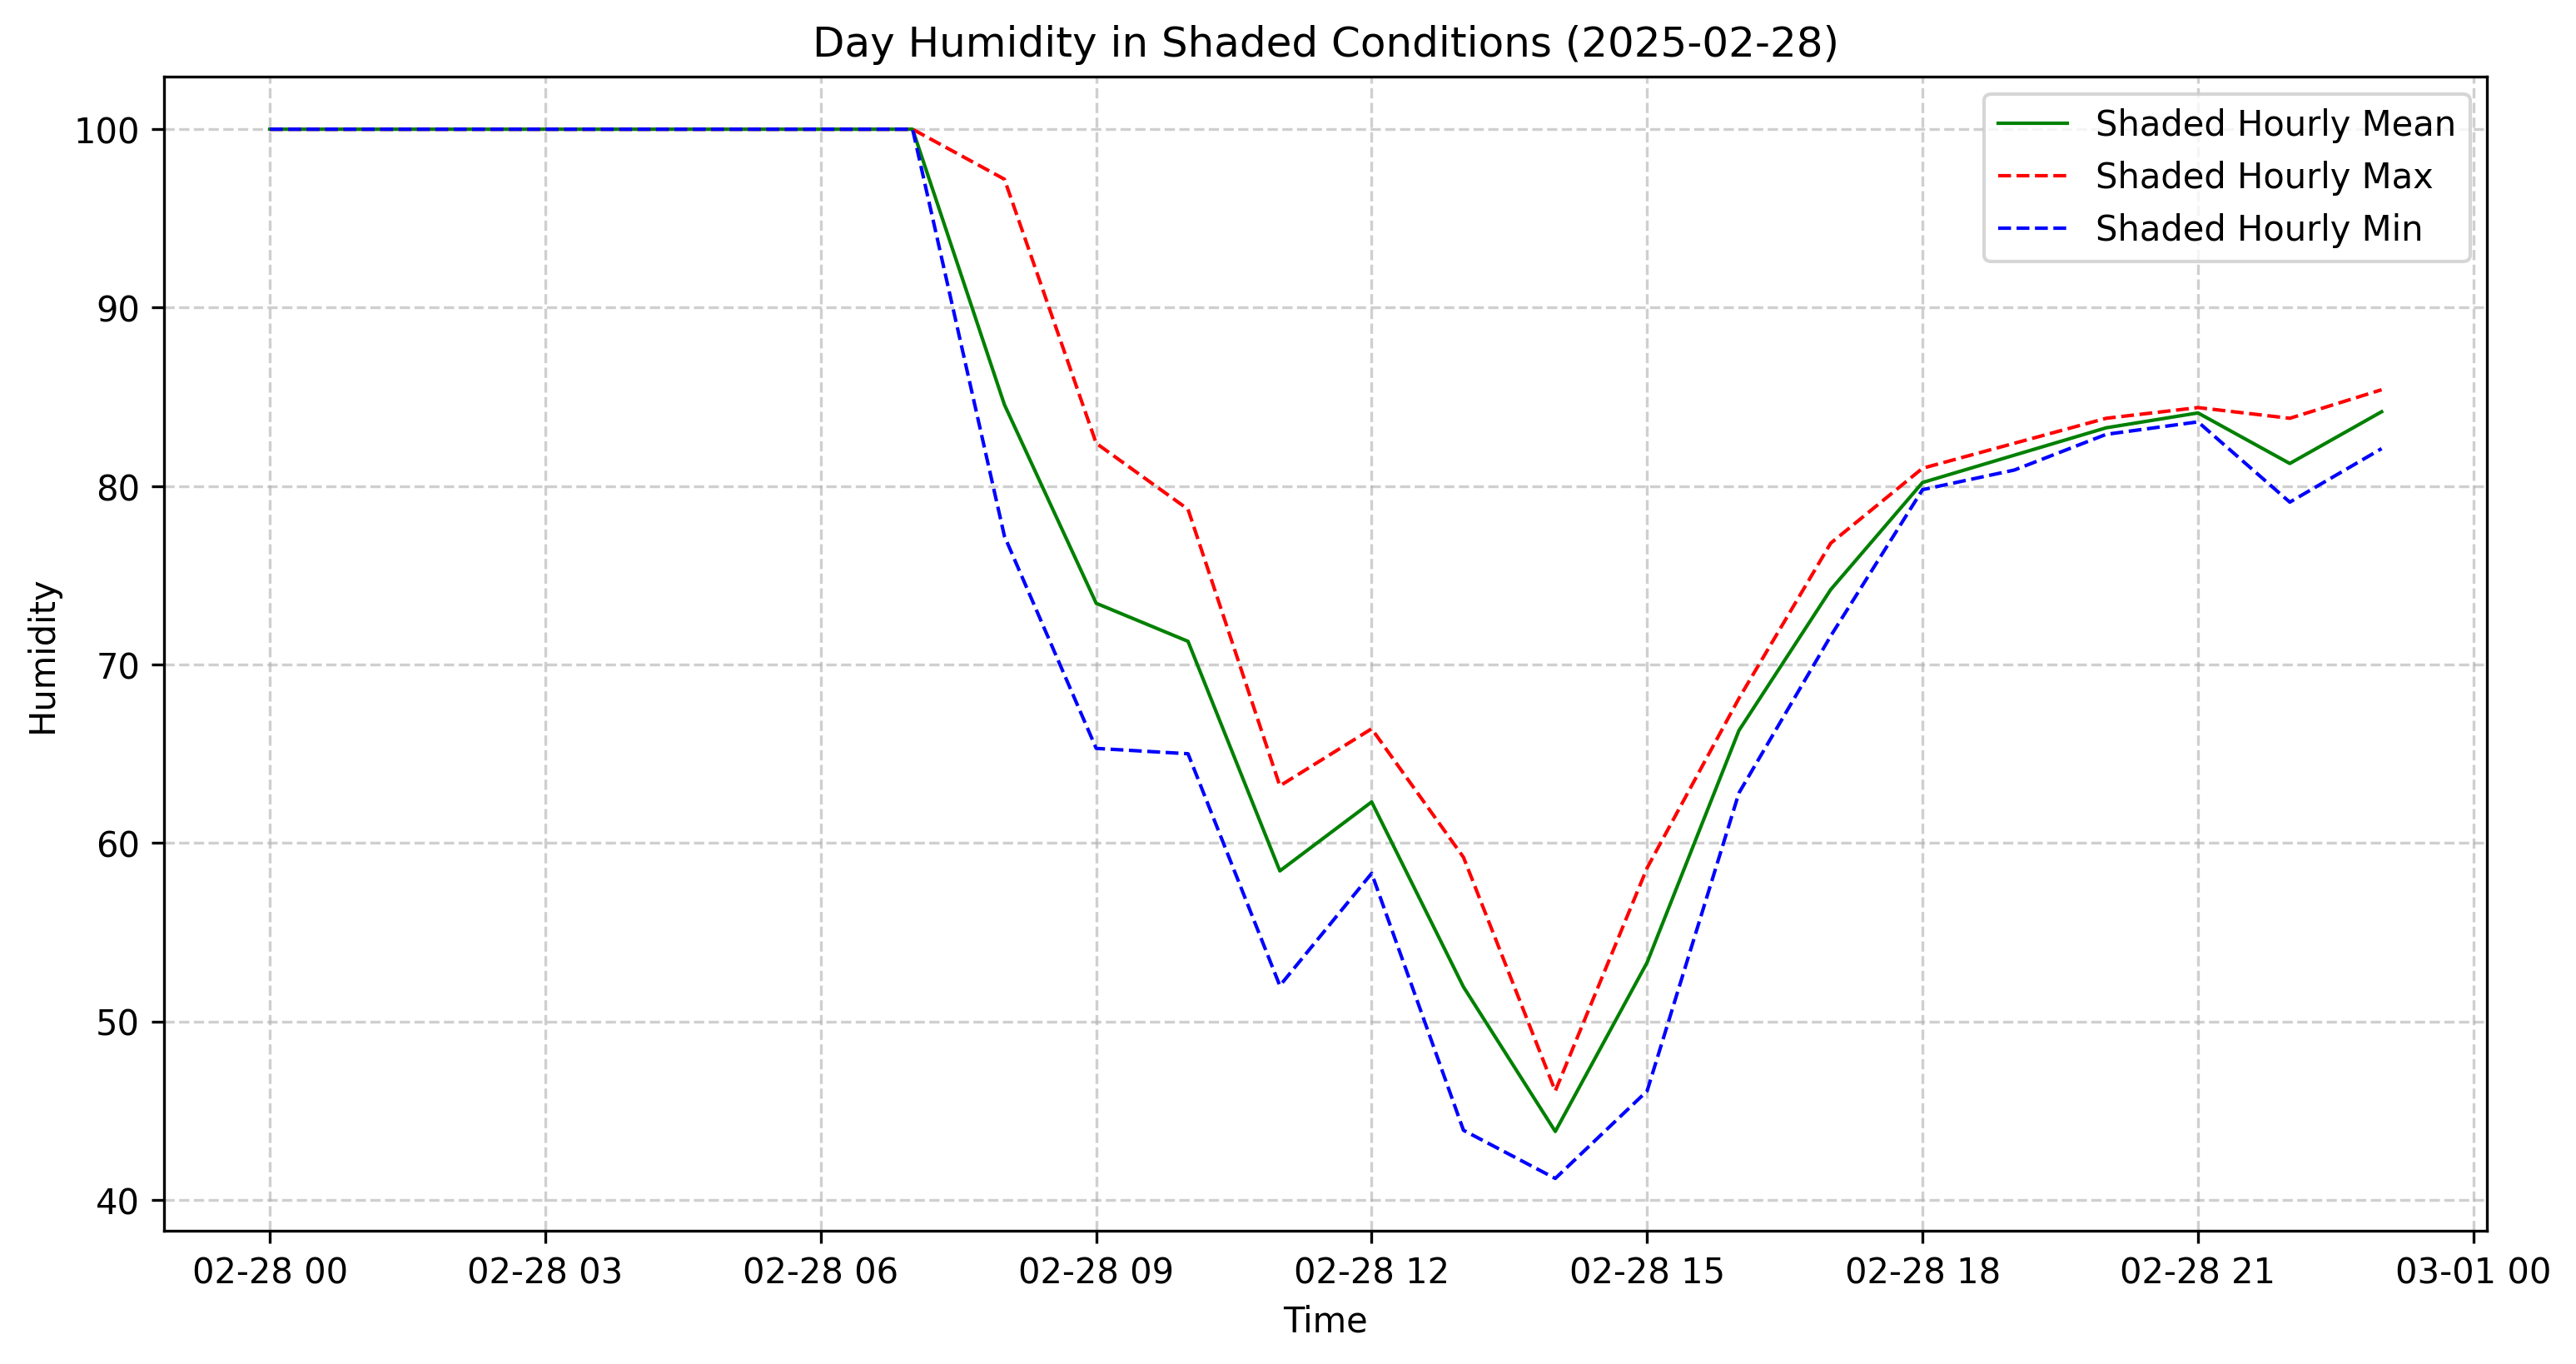 Day Humidity in Shaded Conditions (2025-02-28)
Shaded Hourly Mean
Shaded Hourly Max
Shaded Hourly Min
Humidity
100
90
80
70
60
50
40
02-28 00
02-28 03
02-28 06
02-28 09
02-28 12
02-28 15
02-28 18
02-28 21
03-01 00
Time